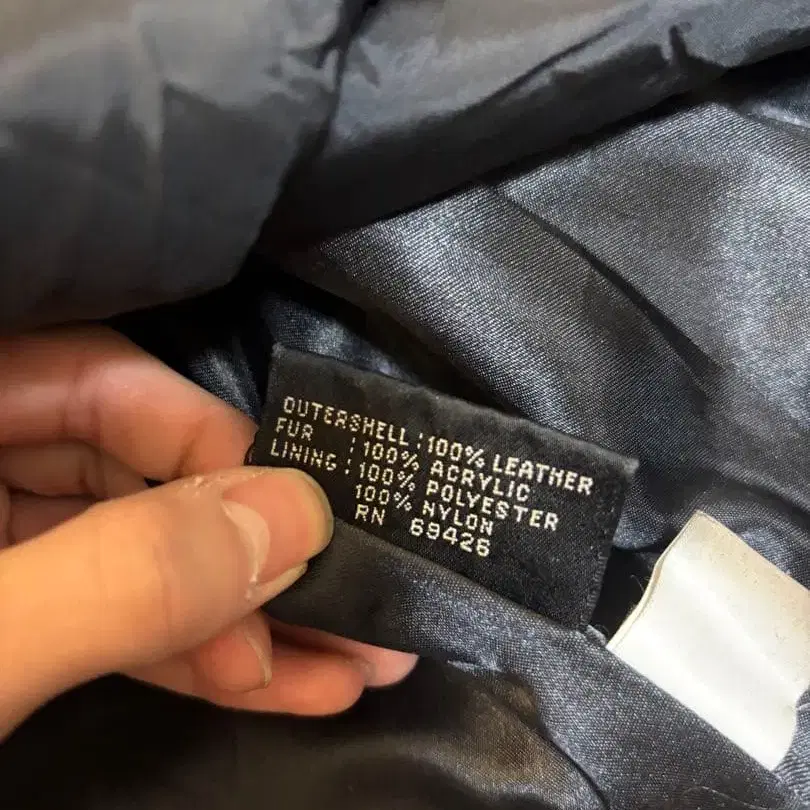 OUTERSHELL : 100% LEATHER
FUR : 100% ACRYLIC
LINING : 100% POLYESTER
100% NYLON
RN 69426